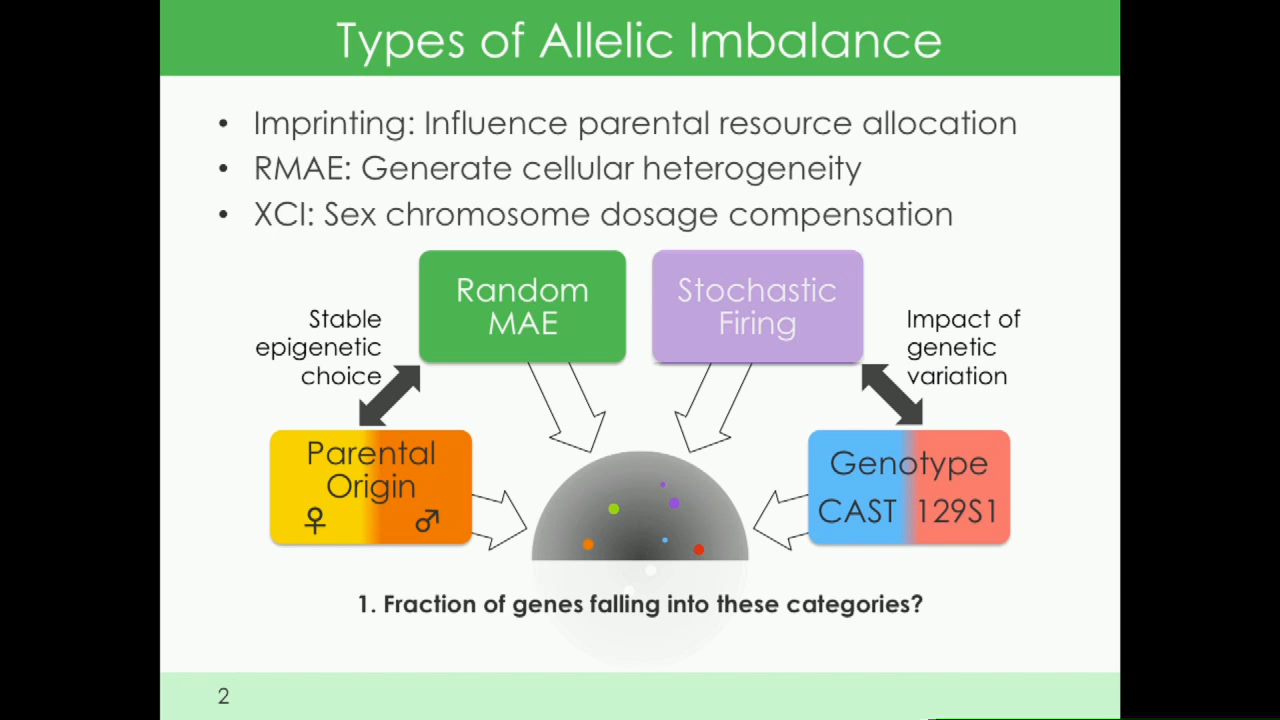 Types of Allelic Imbalance
• Imprinting: Influence parental resource allocation
• RMAE: Generate cellular heterogeneity
• XCI: Sex chromosome dosage compensation
Random
MAE
Stochastic
Firing
Stable
epigenetic
choice
Impact of
genetic
variation
Parental
Origin
♀ ♂
Genotype
CAST 129S1
1. Fraction of genes falling into these categories?
2